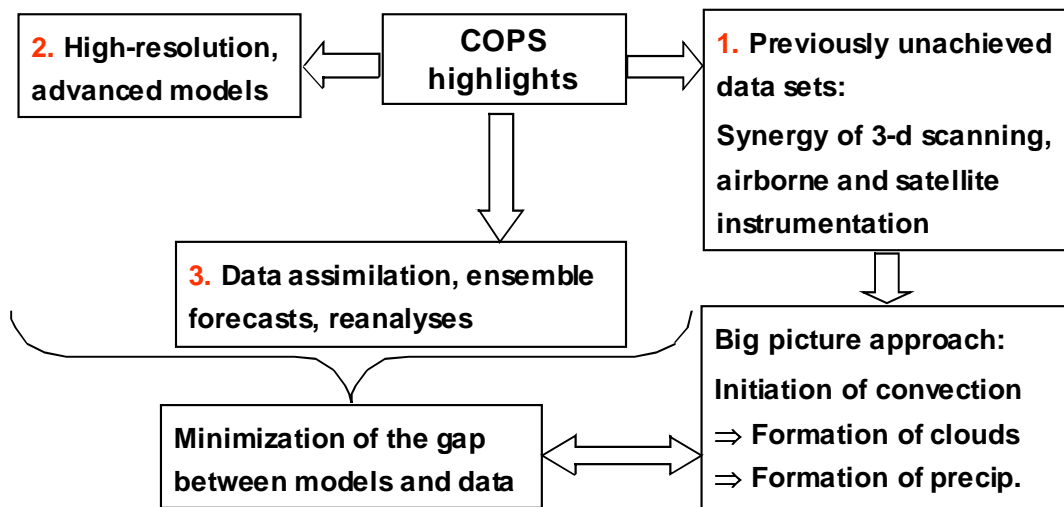 COPS
highlights
1. Previously unachieved
data sets:
Synergy of 3-d scanning,
airborne and satellite
instrumentation
2. High-resolution,
advanced models
3. Data assimilation, ensemble
forecasts, reanalyses
Big picture approach:
Initiation of convection
⇒ Formation of clouds
⇒ Formation of precip.
Minimization of the gap
between models and data